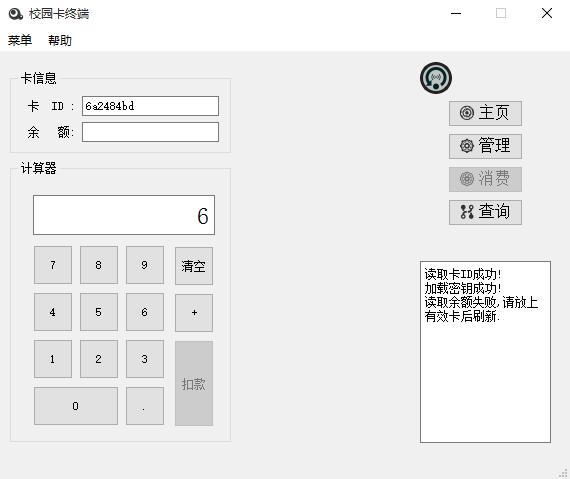 校园卡终端
菜单 帮助
卡信息
卡 ID : 6a2484bd
余 额:
计算器
6
7 8 9 清空
4 5 6 +
1 2 3
扣款
0 .
主页
管理
消费
查询
读取卡ID成功!
加载密钥成功!
读取余额失败,请放上
有效卡后刷新.